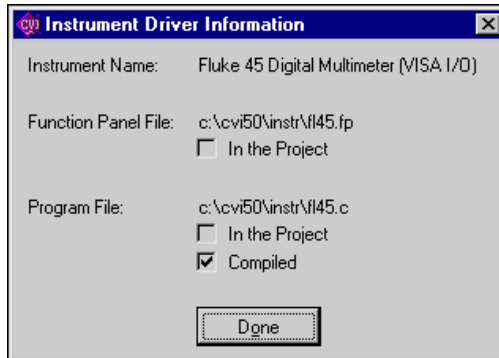 CVI Instrument Driver Information
Instrument Name: Fluke 45 Digital Multimeter (VISA I/O)
Function Panel File: c:\cvi50\instr\fl45.fp
In the Project
Program File: c:\cvi50\instr\fl45.c
In the Project
Compiled
Done